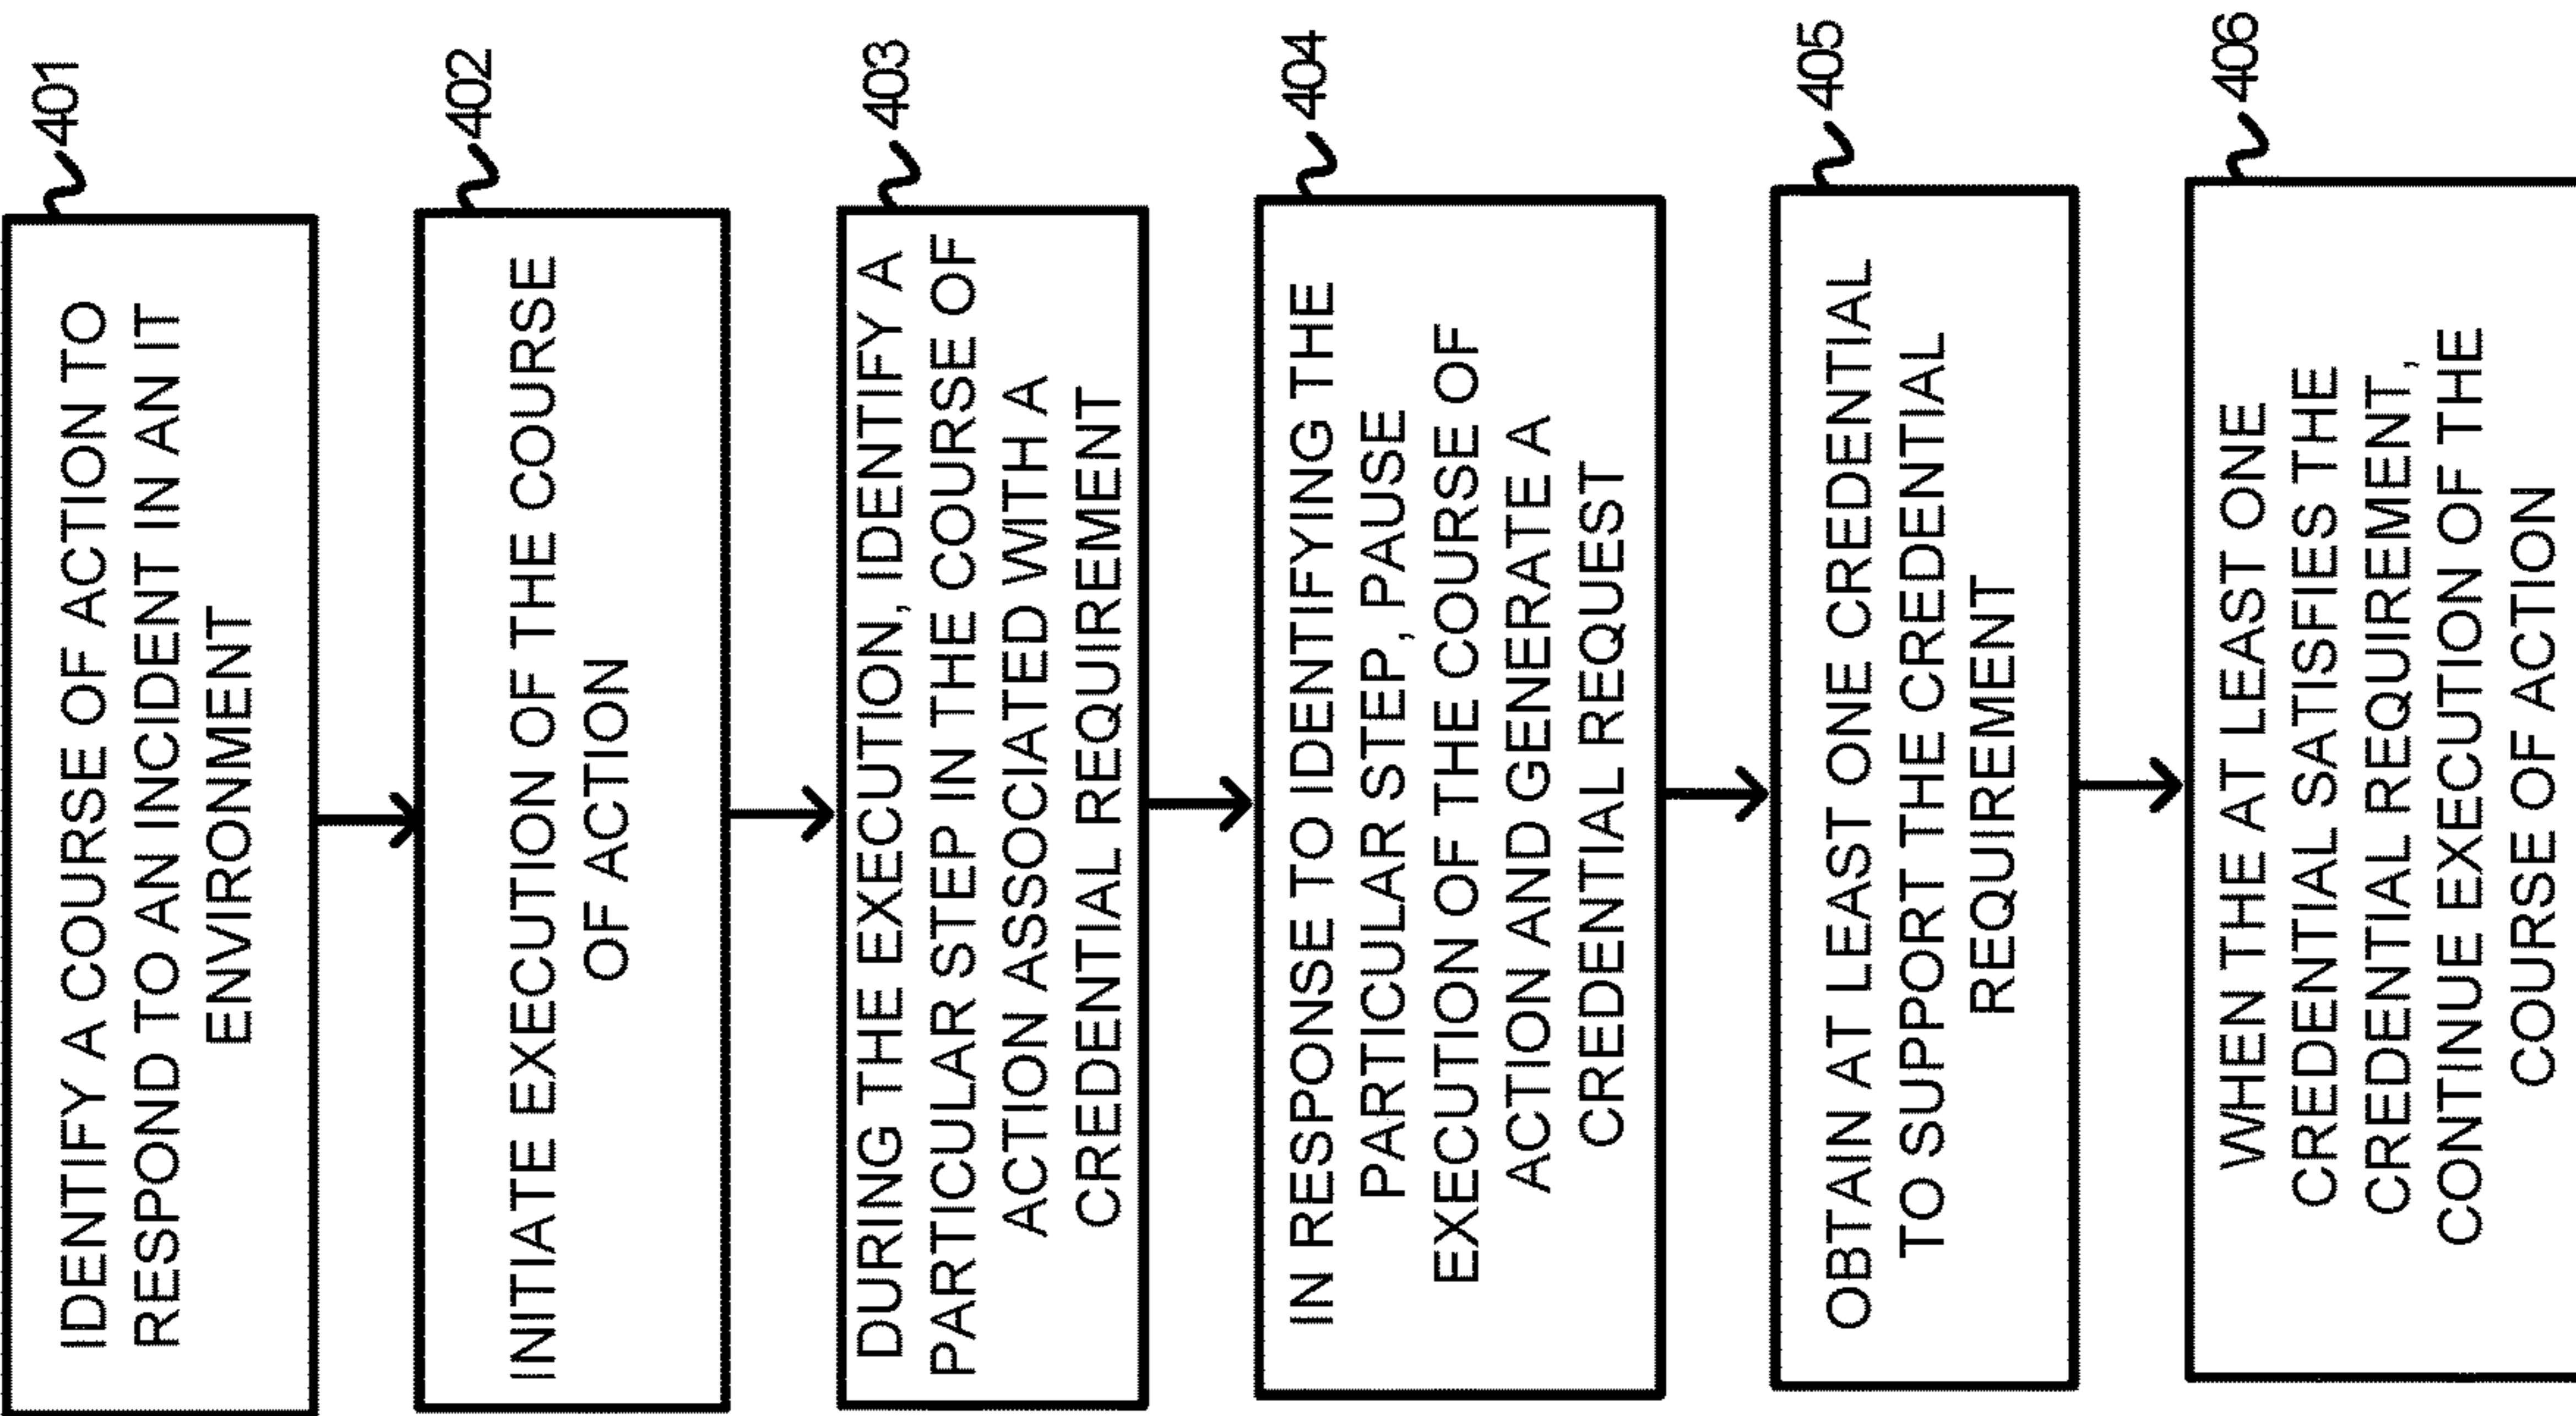 401
IDENTIFY A COURSE OF ACTION TO
RESPOND TO AN INCIDENT IN AN IT
ENVIRONMENT
402
INITIATE EXECUTION OF THE COURSE
OF ACTION
403
DURING THE EXECUTION, IDENTIFY A
PARTICULAR STEP IN THE COURSE OF
ACTION ASSOCIATED WITH A
CREDENTIAL REQUIREMENT
404
IN RESPONSE TO IDENTIFYING THE
PARTICULAR STEP, PAUSE
EXECUTION OF THE COURSE OF
ACTION AND GENERATE A
CREDENTIAL REQUEST
405
OBTAIN AT LEAST ONE CREDENTIAL
TO SUPPORT THE CREDENTIAL
REQUIREMENT
406
WHEN THE AT LEAST ONE
CREDENTIAL SATISFIES THE
CREDENTIAL REQUIREMENT,
CONTINUE EXECUTION OF THE
COURSE OF ACTION